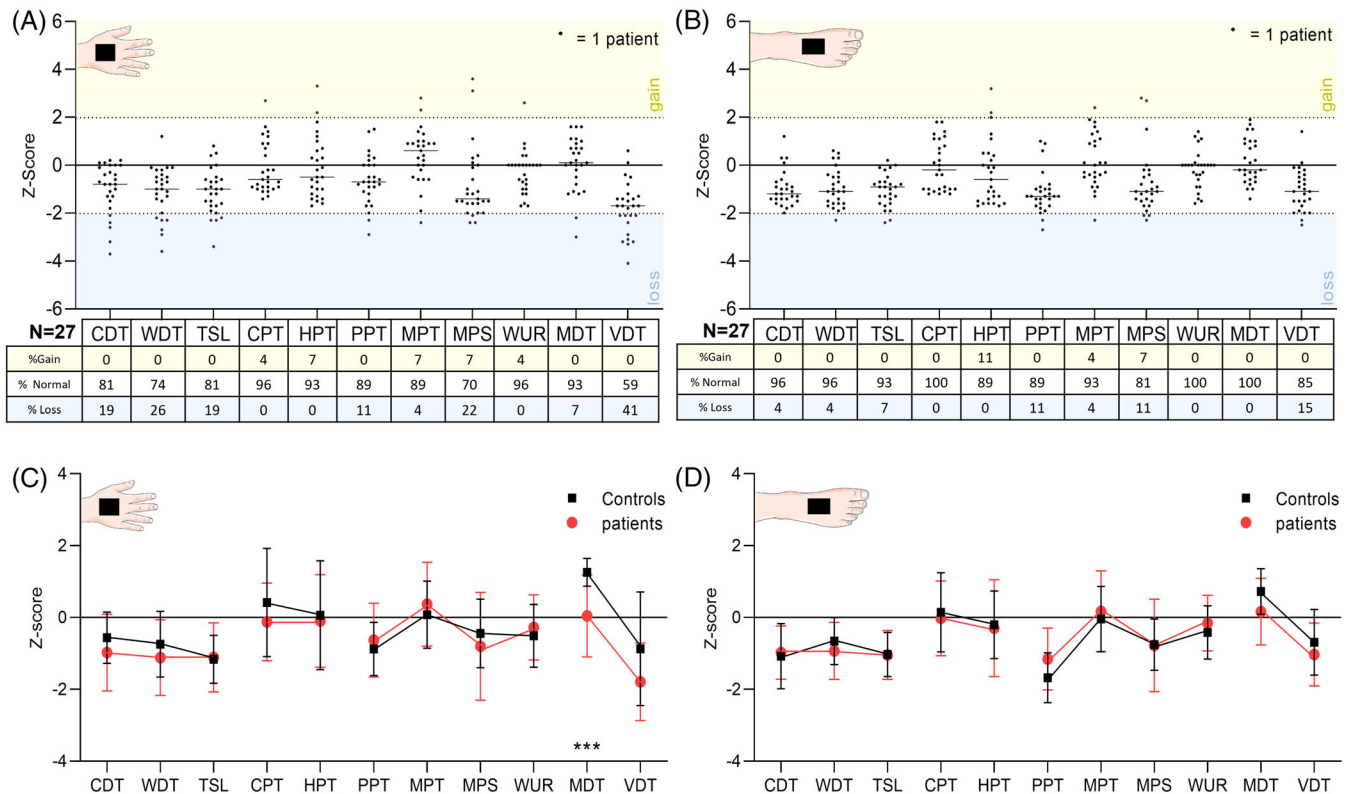 (A)
6
4
2
0
-2
-4
-6
Z-Score
• = 1 patient
gain
loss
N=27 CDT WDT TSL CPT HPT PPT MPT MPS WUR MDT VDT
%Gain 0 0 0 4 7 0 7 7 4 0 0
% Normal 81 74 81 96 93 89 89 70 96 93 59
% Loss 19 26 19 0 0 11 4 22 0 7 41
(B)
6
4
2
0
-2
-4
-6
Z-Score
• = 1 patient
gain
loss
N=27 CDT WDT TSL CPT HPT PPT MPT MPS WUR MDT VDT
%Gain 0 0 0 0 11 0 4 7 0 0 0
% Normal 96 96 93 100 89 89 93 81 100 100 85
% Loss 4 4 7 0 0 11 4 11 0 0 15
(C)
4
2
0
-2
-4
Z-score
Controls
patients
***
CDT WDT TSL CPT HPT PPT MPT MPS WUR MDT VDT
(D)
4
2
0
-2
-4
Z-score
Controls
patients
CDT WDT TSL CPT HPT PPT MPT MPS WUR MDT VDT